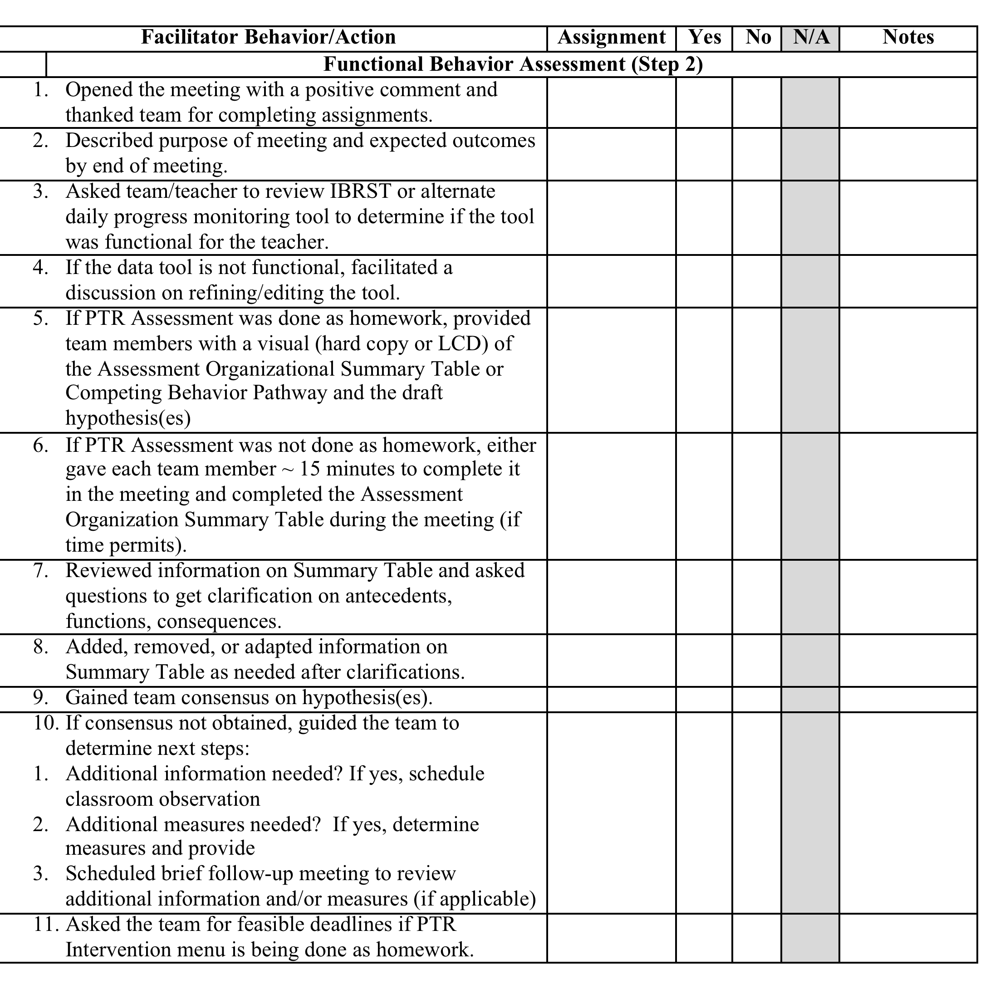 Facilitator Behavior/Action Assignment Yes No N/A Notes
Functional Behavior Assessment (Step 2)
1. Opened the meeting with a positive comment and
thanked team for completing assignments.
2. Described purpose of meeting and expected outcomes
by end of meeting.
3. Asked team/teacher to review IBRST or alternate
daily progress monitoring tool to determine if the tool
was functional for the teacher.
4. If the data tool is not functional, facilitated a
discussion on refining/editing the tool.
5. If PTR Assessment was done as homework, provided
team members with a visual (hard copy or LCD) of
the Assessment Organizational Summary Table or
Competing Behavior Pathway and the draft
hypothesis(es)
6. If PTR Assessment was not done as homework, either
gave each team member ~ 15 minutes to complete it
in the meeting and completed the Assessment
Organization Summary Table during the meeting (if
time permits).
7. Reviewed information on Summary Table and asked
questions to get clarification on antecedents,
functions, consequences.
8. Added, removed, or adapted information on
Summary Table as needed after clarifications.
9. Gained team consensus on hypothesis(es).
10. If consensus not obtained, guided the team to
determine next steps:
1. Additional information needed? If yes, schedule
classroom observation
2. Additional measures needed?  If yes, determine
measures and provide
3. Scheduled brief follow-up meeting to review
additional information and/or measures (if applicable)
11. Asked the team for feasible deadlines if PTR
Intervention menu is being done as homework.